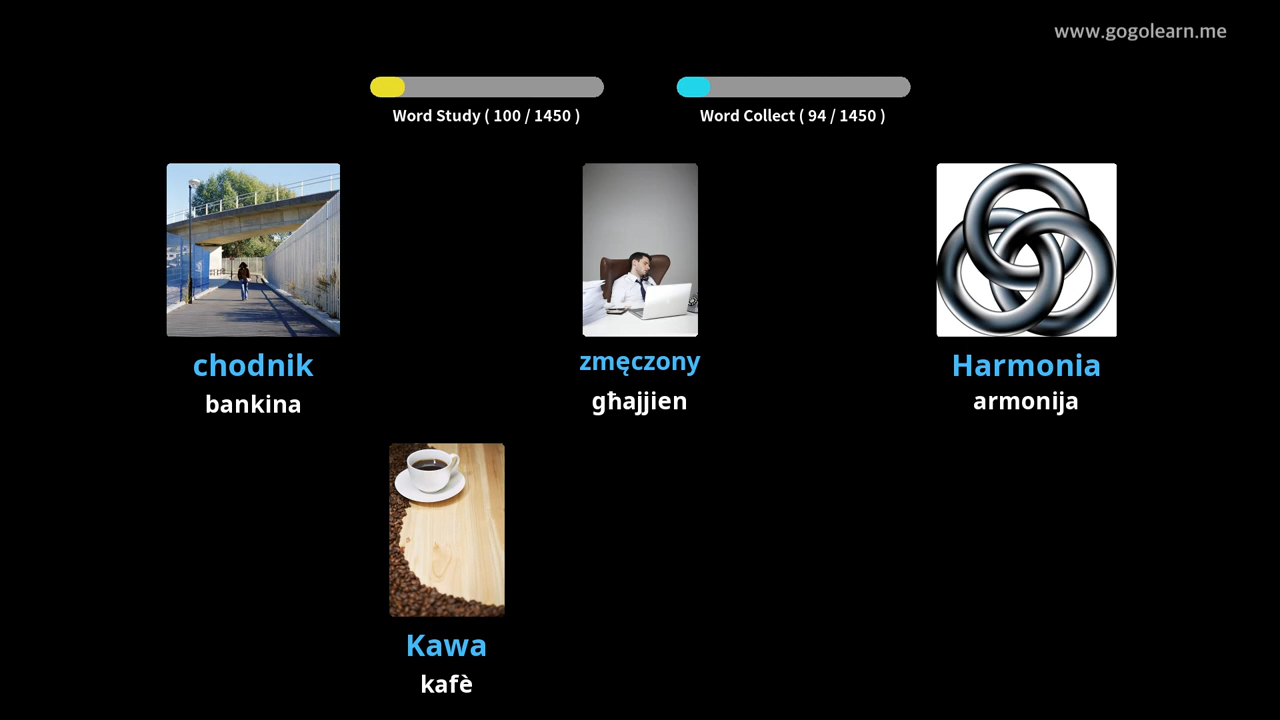 www.gogolearn.me
Word Study ( 100 / 1450 )
Word Collect ( 94 / 1450 )
chodnik
bankina
zmęczony
għajjien
Harmonia
armonija
Kawa
kafè